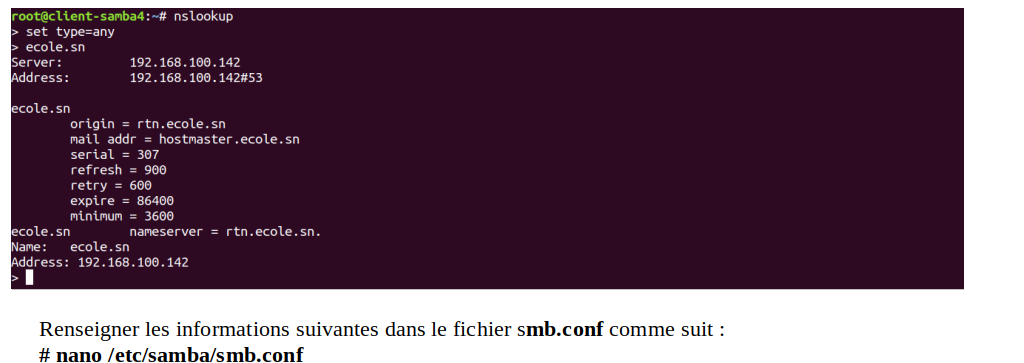 root@client-samba4:~# nslookup
> set type=any
> ecole.sn
Server:         192.168.100.142
Address:        192.168.100.142#53

ecole.sn
        origin = rtn.ecole.sn
        mail addr = hostmaster.ecole.sn
        serial = 307
        refresh = 900
        retry = 600
        expire = 86400
        minimum = 3600
ecole.sn        nameserver = rtn.ecole.sn.
Name:   ecole.sn
Address: 192.168.100.142
>
Renseigner les informations suivantes dans le fichier smb.conf comme suit :
# nano /etc/samba/smb.conf